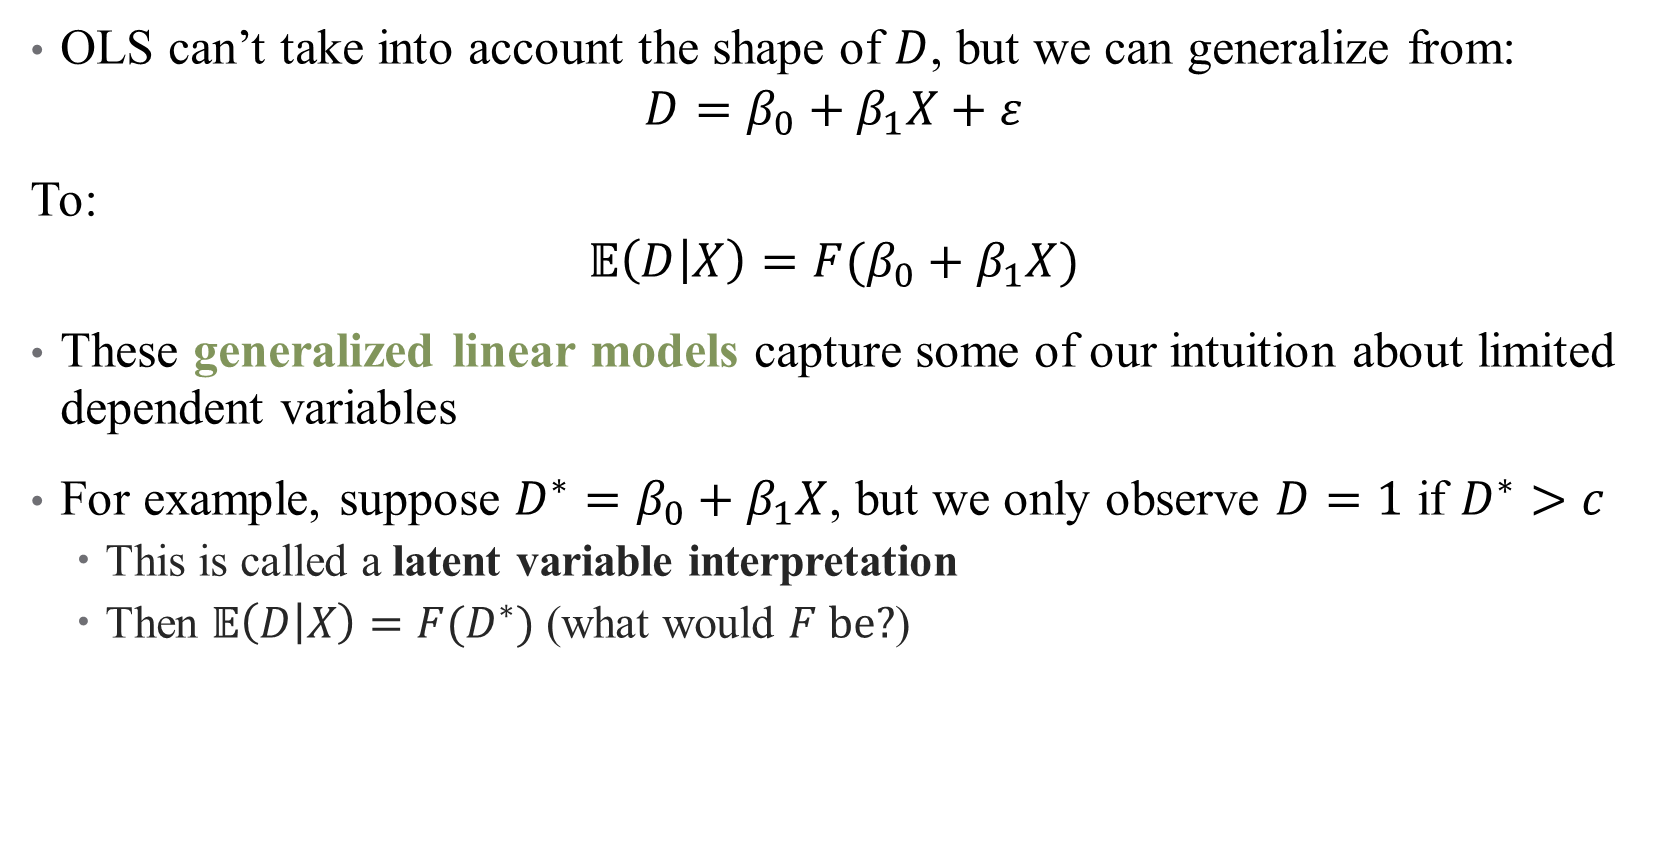 • OLS can’t take into account the shape of D, but we can generalize from:
D = β₀ + β₁X + ε
To:
𝔼(D|X) = F(β₀ + β₁X)
• These generalized linear models capture some of our intuition about limited
dependent variables
• For example, suppose D* = β₀ + β₁X, but we only observe D = 1 if D* > c
• This is called a latent variable interpretation
• Then 𝔼(D|X) = F(D*) (what would F be?)